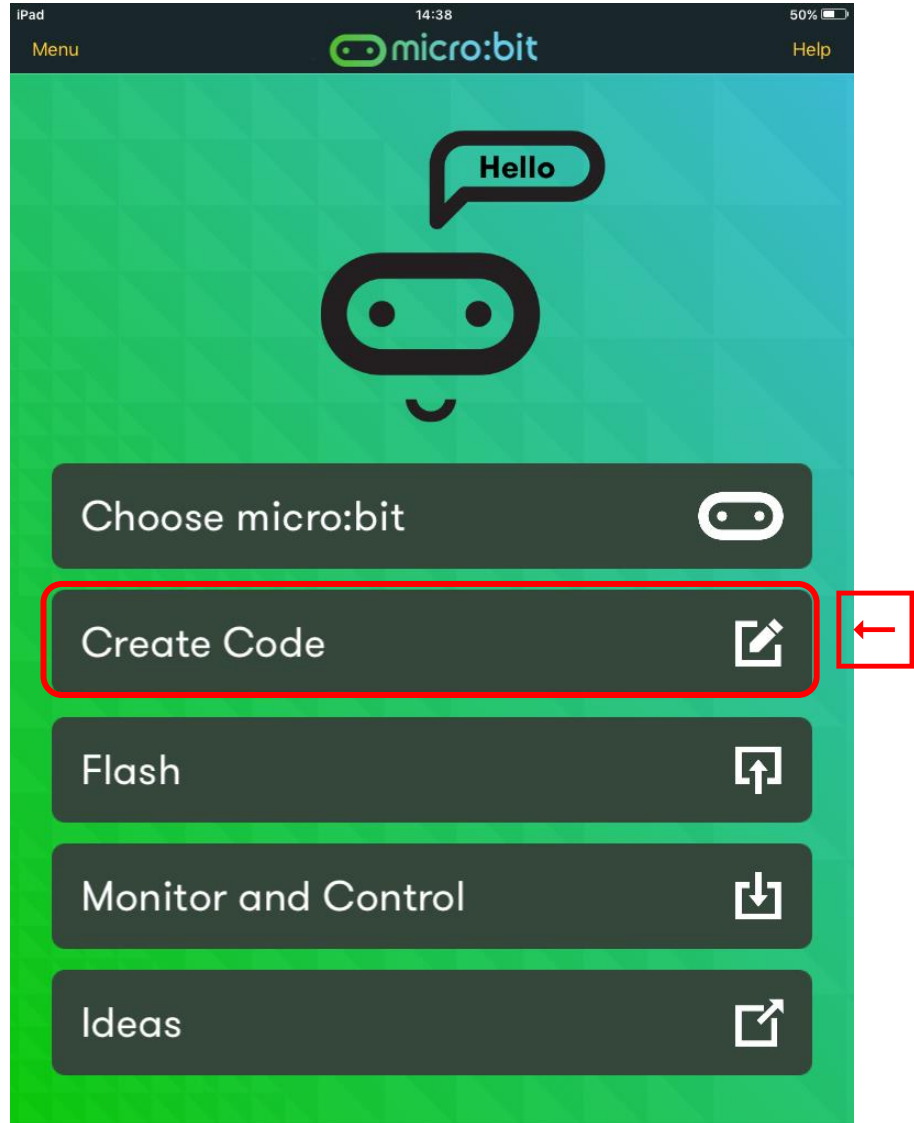 iPad 14:38 50%
Menu micro:bit Help
Hello
Choose micro:bit
Create Code
←
Flash
Monitor and Control
Ideas